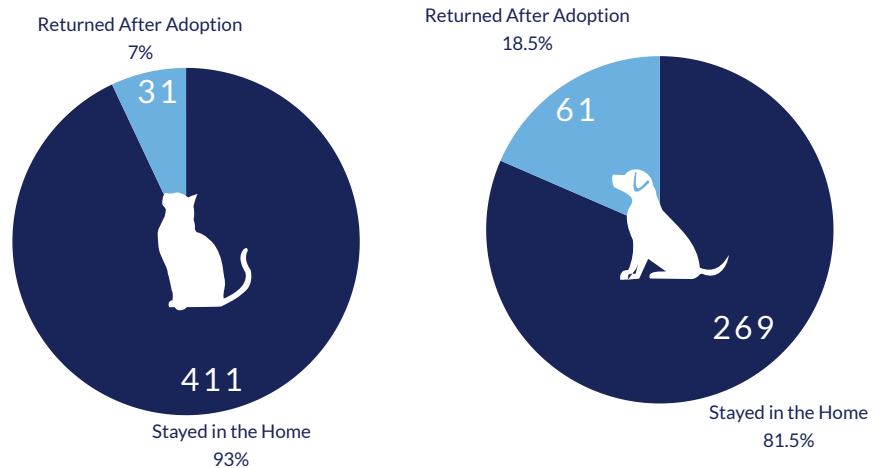 Returned After Adoption
7%
31
411
Stayed in the Home
93%
Returned After Adoption
18.5%
61
269
Stayed in the Home
81.5%